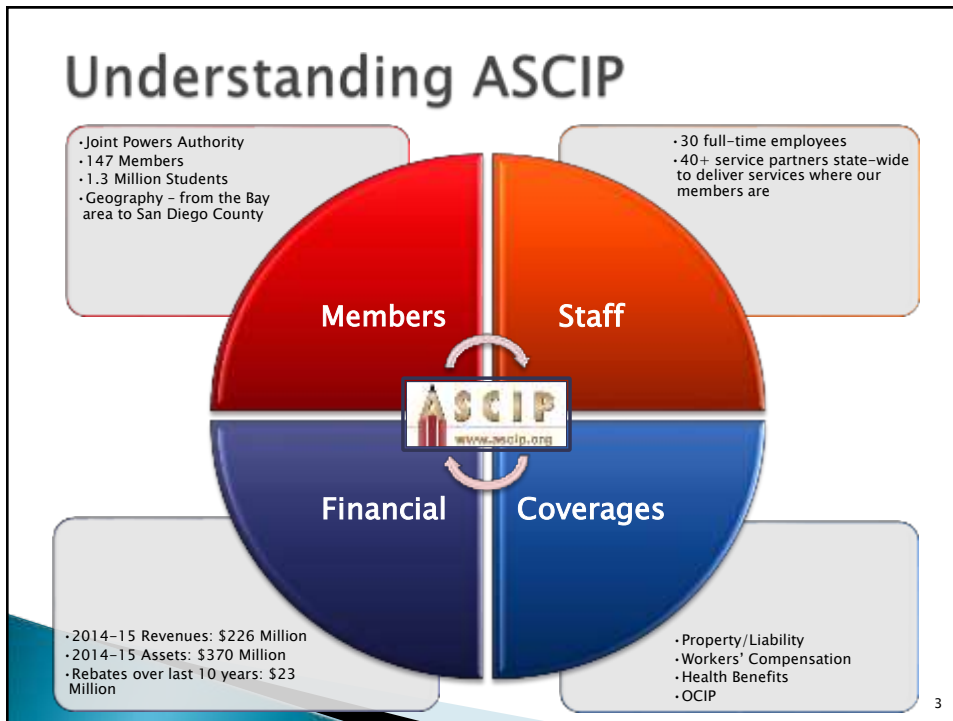 Understanding ASCIP
•Joint Powers Authority
•147 Members
•1.3 Million Students
•Geography – from the Bay
area to San Diego County
•30 full-time employees
•40+ service partners state-wide
to deliver services where our
members are
Members
Staff
ASCIP
www.ascip.org
Financial
Coverages
•2014-15 Revenues: $226 Million
•2014-15 Assets: $370 Million
•Rebates over last 10 years: $23
Million
•Property/Liability
•Workers’ Compensation
•Health Benefits
•OCIP
3